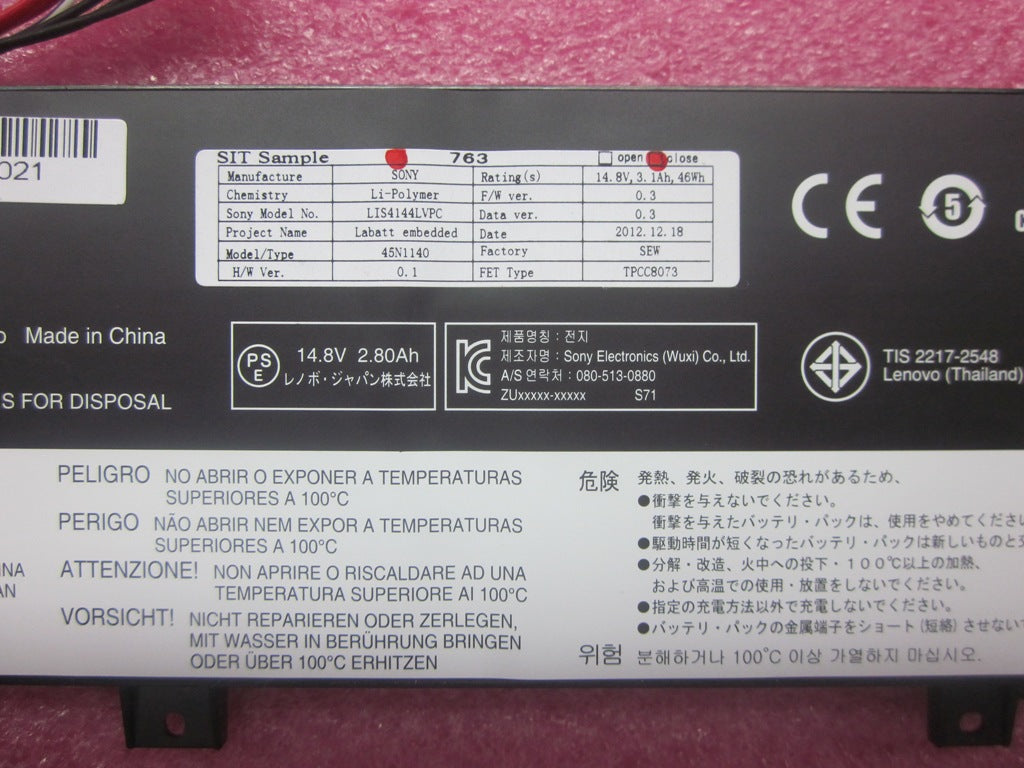 021
SIT Sample 763 open close
Manufacture SONY Rating(s) 14.8V, 3.1Ah, 46Wh
Chemistry Li-Polymer F/W ver. 0.3
Sony Model No. LIS4144LVPC Data ver. 0.3
Project Name Labatt embedded Date 2012.12.18
Model/Type 45N1140 Factory SEW
H/W Ver. 0.1 FET Type TPCC8073
CE 5
Made in China
S FOR DISPOSAL
PS
E
14.8V 2.80Ah
レノボ・ジャパン株式会社
제품명칭 : 전지
제조자명 : Sony Electronics (Wuxi) Co., Ltd.
A/S 연락처 : 080-513-0880
ZUxxxxx-xxxxx S71
TIS 2217-2548
Lenovo (Thailand)
PELIGRO NO ABRIR O EXPONER A TEMPERATURAS
SUPERIORES A 100°C
PERIGO NÃO ABRIR NEM EXPOR A TEMPERATURAS
SUPERIORES A 100°C
ATTENZIONE! NON APRIRE O RISCALDARE AD UNA
TEMPERATURA SUPERIORE AI 100°C
VORSICHT! NICHT REPARIEREN ODER ZERLEGEN,
MIT WASSER IN BERÜHRUNG BRINGEN
ODER ÜBER 100°C ERHITZEN
危険 発熱、発火、破裂の恐れがあるため、
●衝撃を与えないでください。
衝撃を与えたバッテリ・パックは、使用をやめてくださ
●駆動時間が短くなったバッテリ・パックは新しいものと
●分解・改造、火中への投下・100℃以上の加熱、
および高温での使用・放置をしないでください。
●指定の充電方法以外で充電しないでください。
●バッテリ・パックの金属端子をショート(短絡)させない
위험 분해하거나 100℃ 이상 가열하지 마십시오.